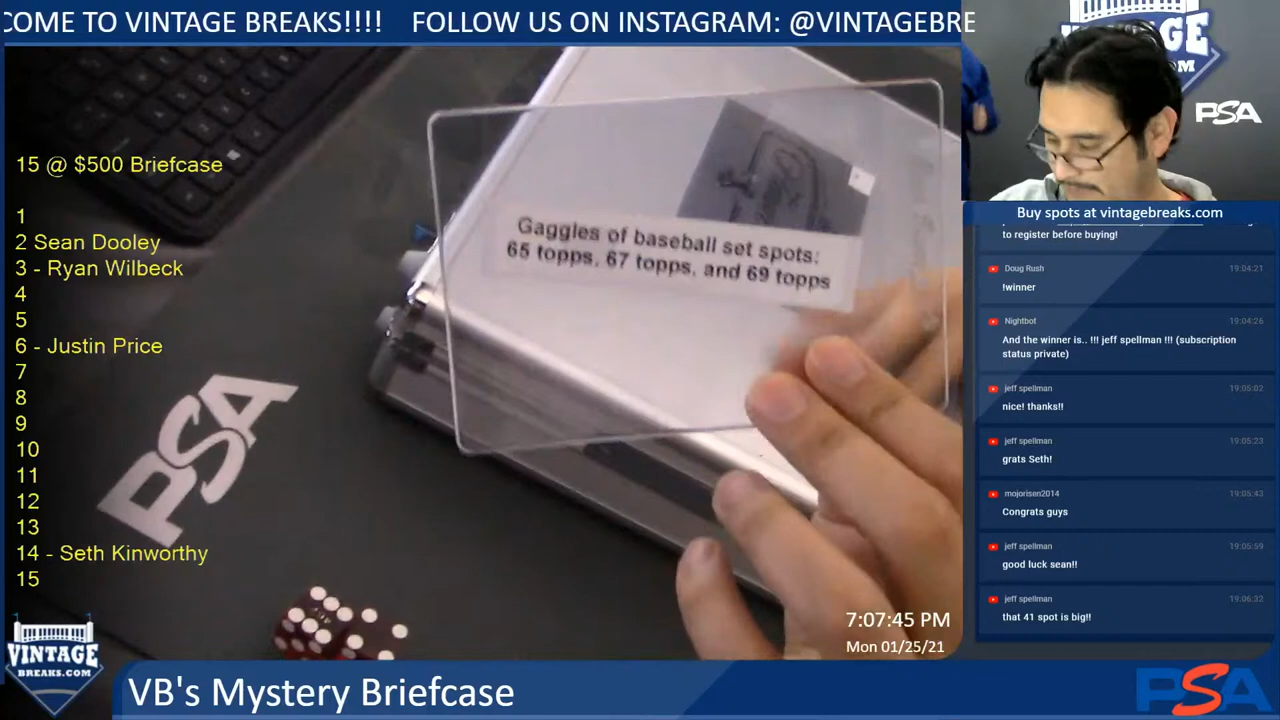 COME TO VINTAGE BREAKS!!!! FOLLOW US ON INSTAGRAM: @VINTAGEBRE
VINTAGE
PSA
15 @ $500 Briefcase
1
2 Sean Dooley
3 - Ryan Wilbeck
4
5
6 - Justin Price
7
8
9
10
11
12
13
14 - Seth Kinworthy
15
Gaggles of baseball set spots:
65 topps, 67 topps, and 69 topps
PSA
Buy spots at vintagebreaks.com
to register before buying!
Doug Rush 19:04:21
!winner
Nightbot 19:04:26
And the winner is.. !!! jeff spellman !!! (subscription
status private)
jeff spellman 19:05:02
nice! thanks!!
jeff spellman 19:05:23
grats Seth!
mojorisen2014 19:05:43
Congrats guys
jeff spellman 19:05:59
good luck sean!!
jeff spellman 19:06:32
that 41 spot is big!!
7:07:45 PM
Mon 01/25/21
VINTAGE
BREAKS.COM
VB's Mystery Briefcase
PSA